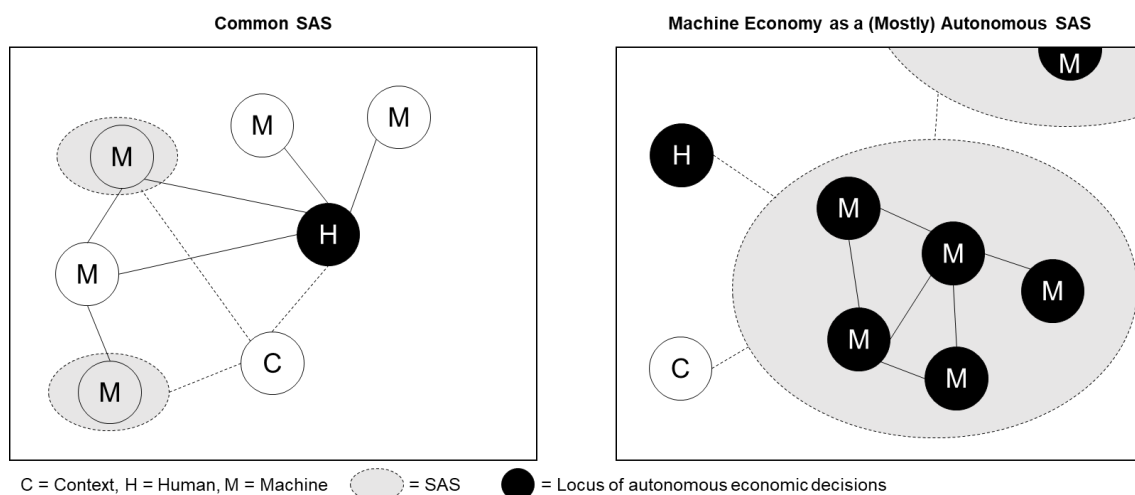 Common SAS
Machine Economy as a (Mostly) Autonomous SAS
M
M
M
H
M
C
M
M
H
M
M
M
M
M
C
C = Context, H = Human, M = Machine = SAS = Locus of autonomous economic decisions